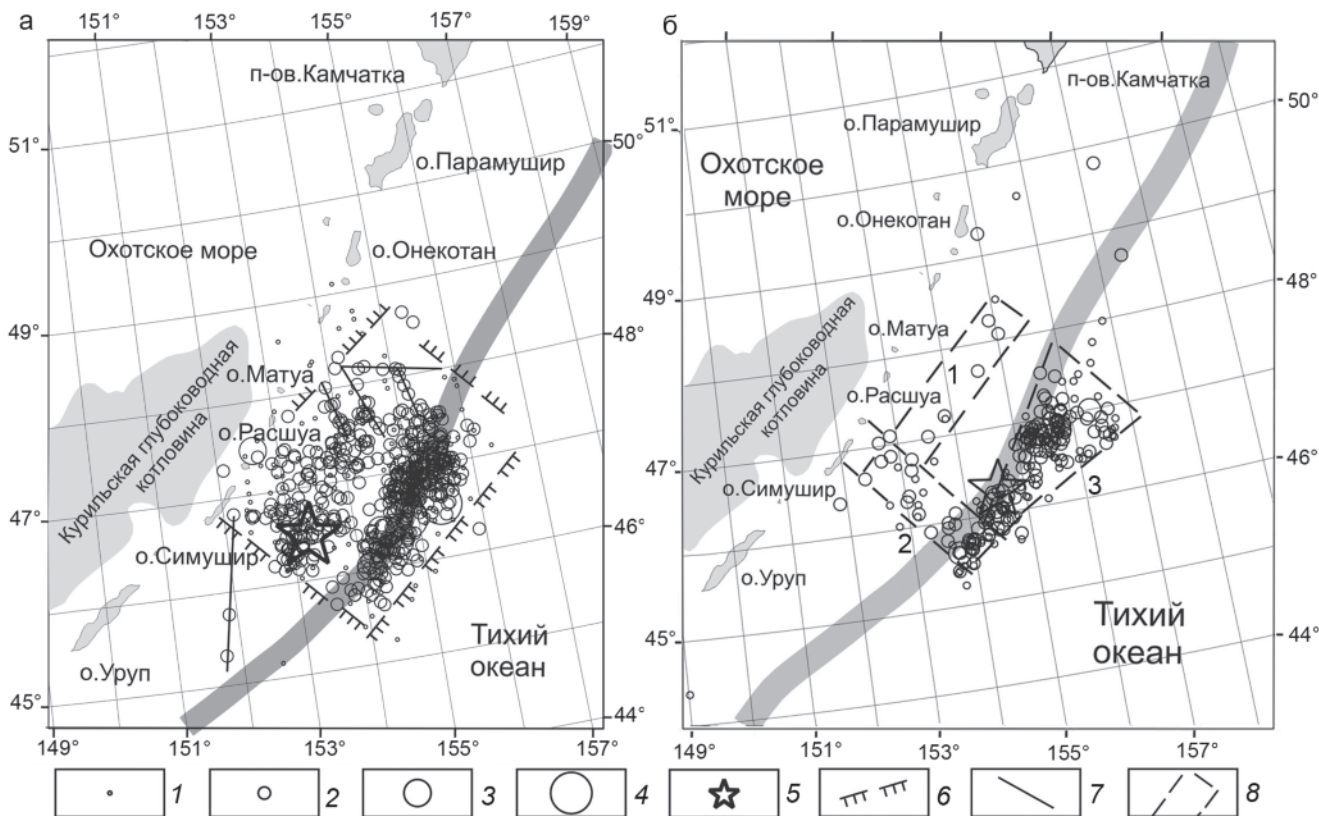 а
151° 153° 155° 157° 159°
п-ов.Камчатка
51°
50°
о.Парамушир
Охотское море
о.Онекотан
49°
48°
о.Матуа
Курильская глубоководная
котловина
о.Расшуа
47°
46°
о.Симушир
Тихий
океан
о.Уруп
45°
44°
149° 151° 153° 155° 157°
б
п-ов.Камчатка
50°
51°
о.Парамушир
Охотское
море
о.Онекотан
49°
48°
о.Матуа
1
Курильская глубоководная
котловина
о.Расшуа
47°
46°
о.Симушир
3
2
о.Уруп
Тихий
океан
45°
44°
149° 151° 153° 155° 157°
1 2 3 4 5 6 7 8